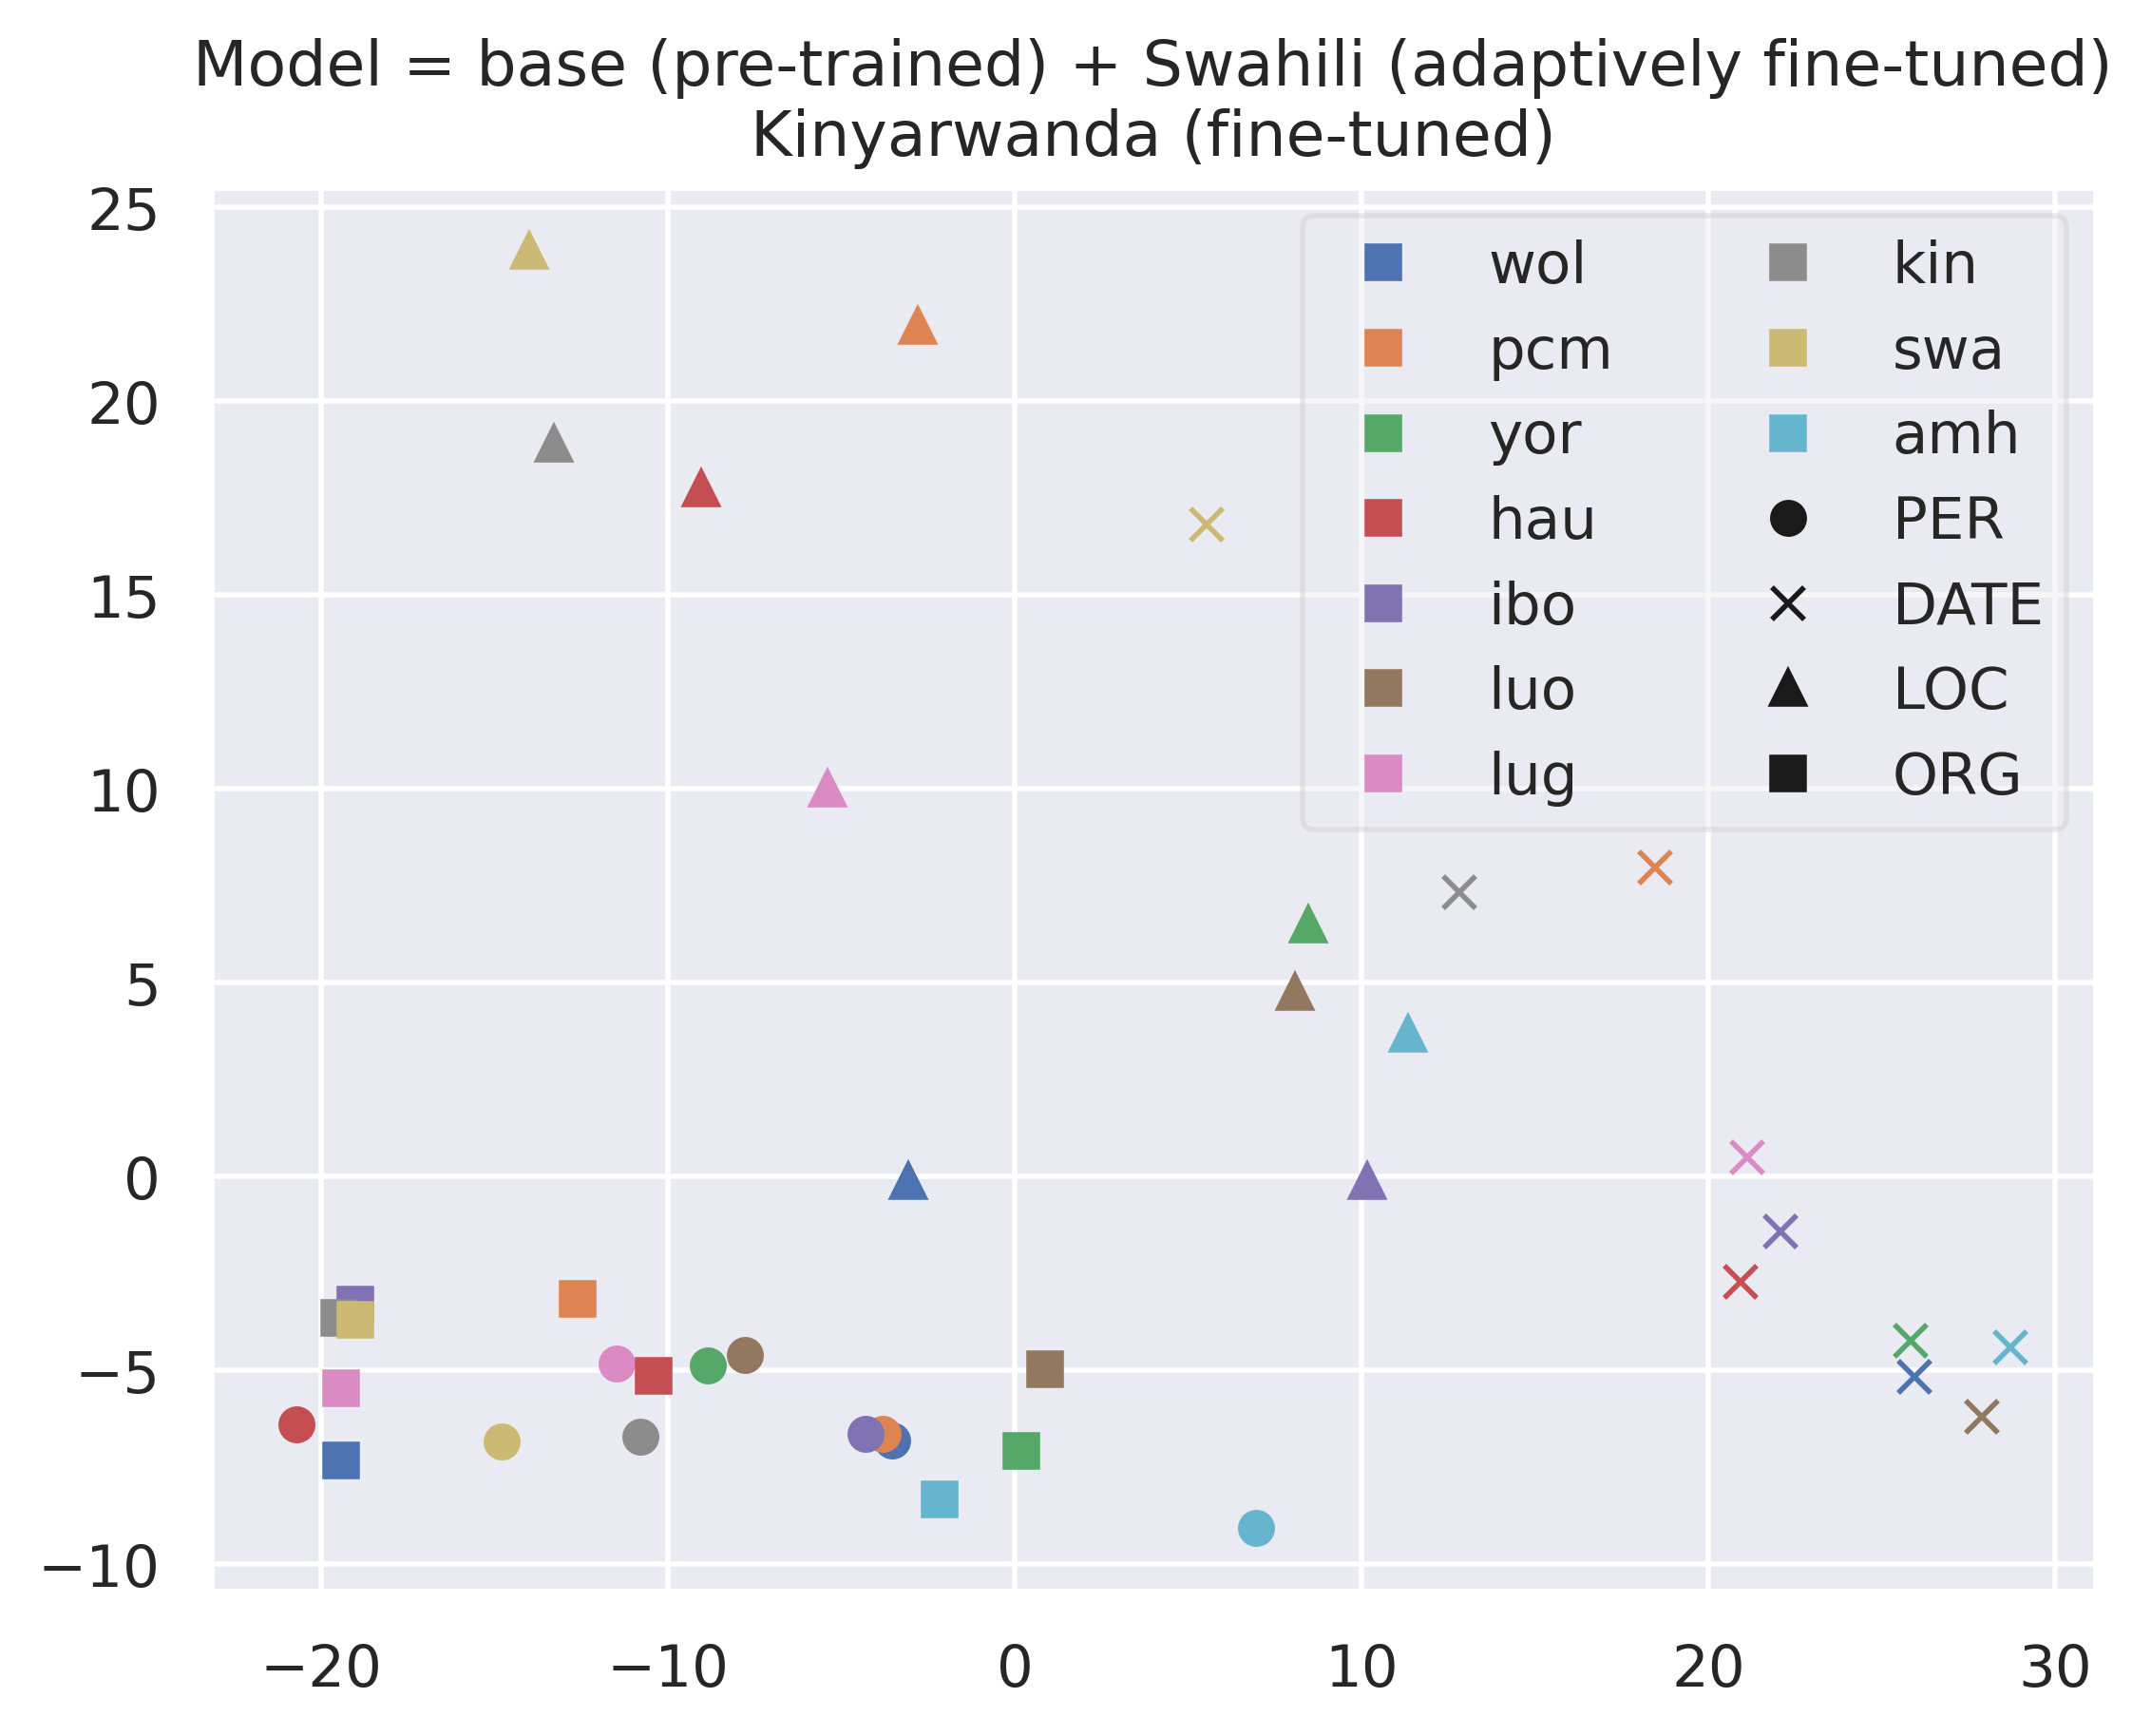 Model = base (pre-trained) + Swahili (adaptively fine-tuned)
Kinyarwanda (fine-tuned)
25
20
15
10
5
0
−5
−10
−20
−10
0
10
20
30
wol
pcm
yor
hau
ibo
luo
lug
kin
swa
amh
PER
DATE
LOC
ORG